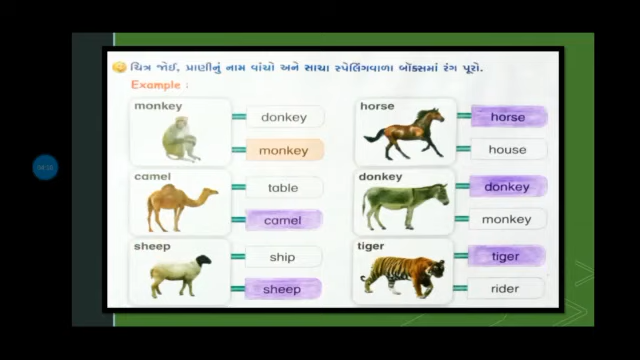 ચિત્ર જોઈ, પ્રાણીનું નામ વાંચો અને સાચા સ્પેલિંગવાળા બૉક્સમાં રંગ પૂરો.
Example :
monkey
donkey
monkey
horse
horse
house
camel
table
camel
donkey
donkey
monkey
sheep
ship
sheep
tiger
tiger
rider